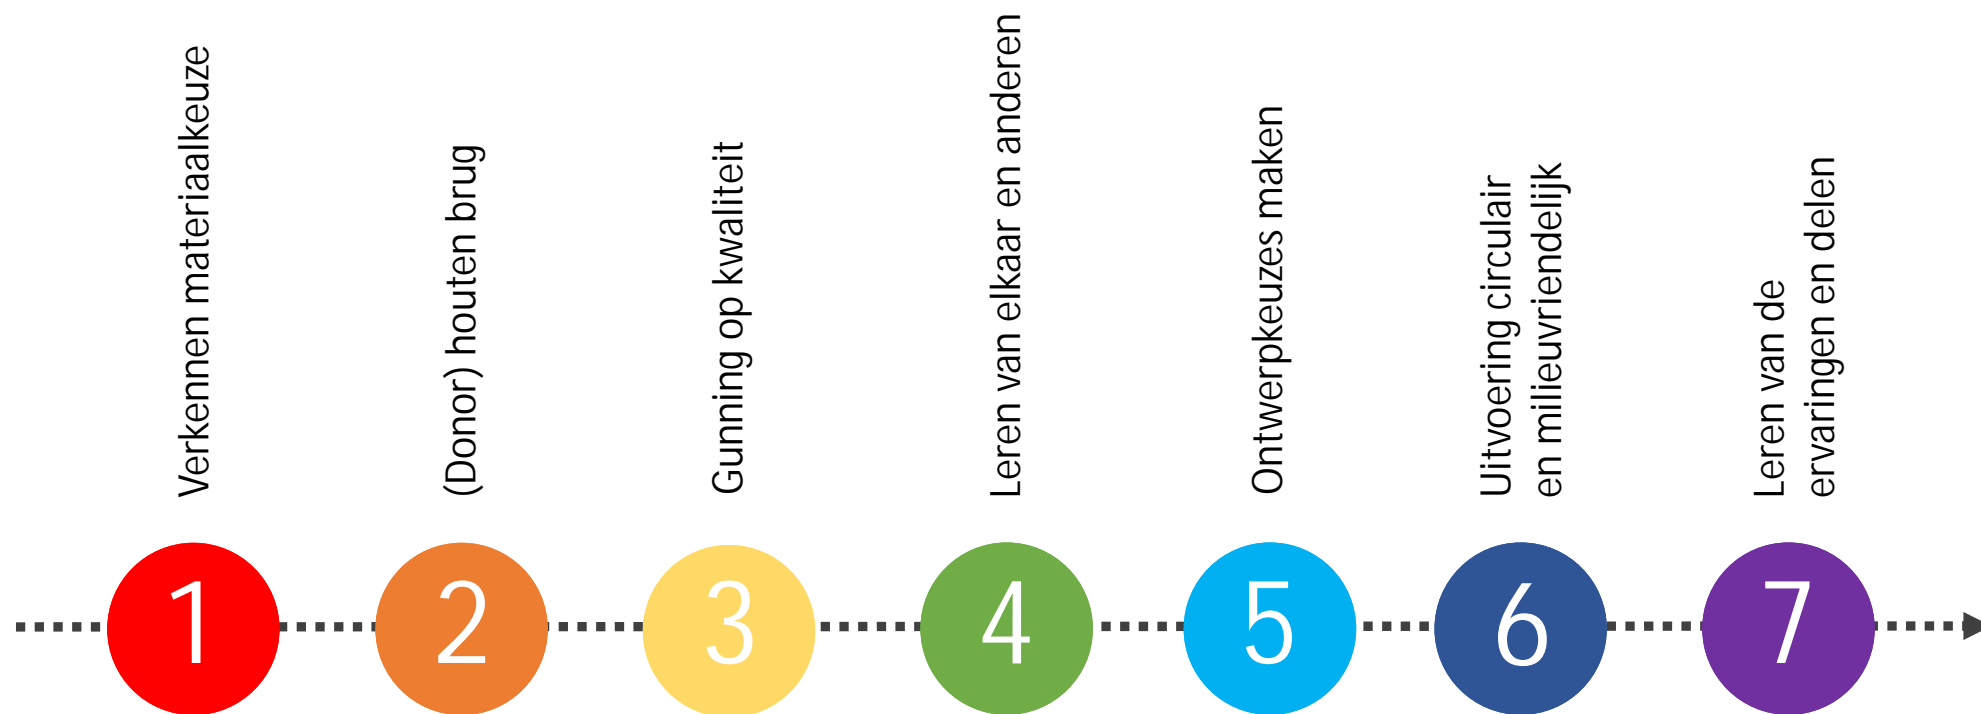 Verkennen materiaalkeuze
(Donor) houten brug
Gunning op kwaliteit
Leren van elkaar en anderen
Ontwerpkeuzes maken
Uitvoering circulair
en milieuvriendelijk
Leren van de
ervaringen en delen
1
2
3
4
5
6
7